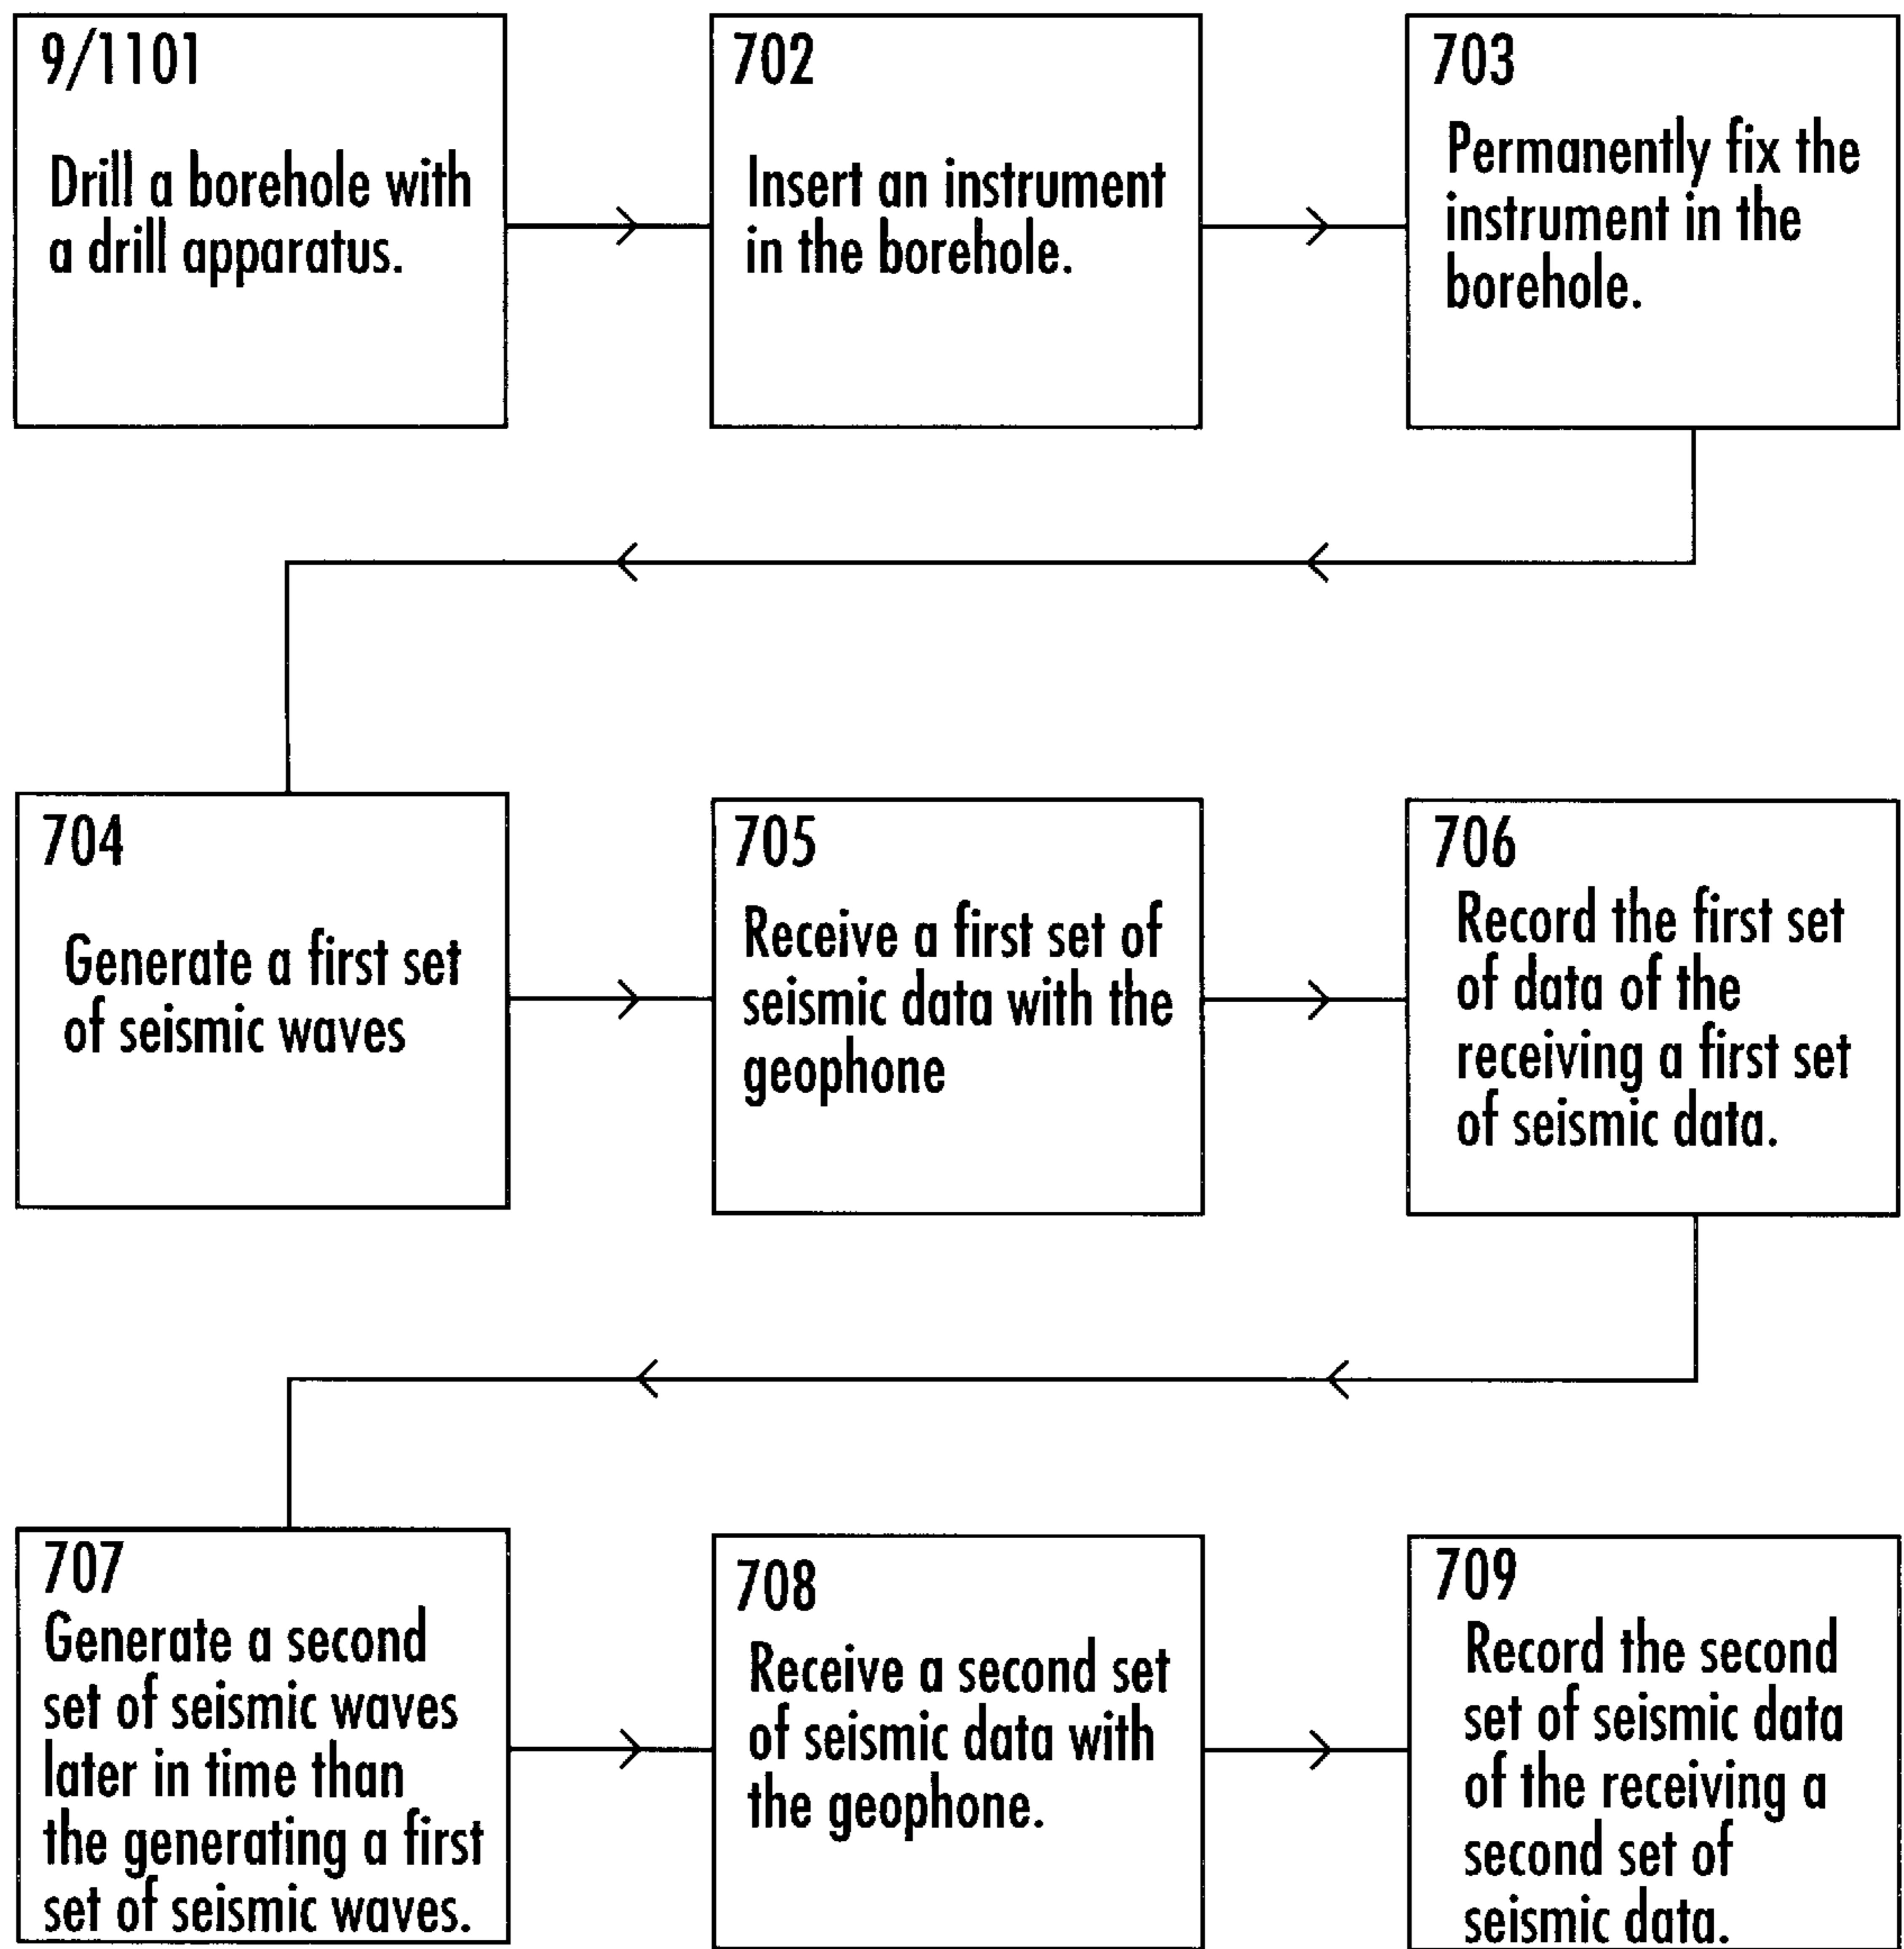 9/1101
Drill a borehole with
a drill apparatus.
702
Insert an instrument
in the borehole.
703
Permanently fix the
instrument in the
borehole.
704
Generate a first set
of seismic waves
705
Receive a first set of
seismic data with the
geophone
706
Record the first set
of data of the
receiving a first set
of seismic data.
707
Generate a second
set of seismic waves
later in time than
the generating a first
set of seismic waves.
708
Receive a second set
of seismic data with
the geophone.
709
Record the second
set of seismic data
of the receiving a
second set of
seismic data.